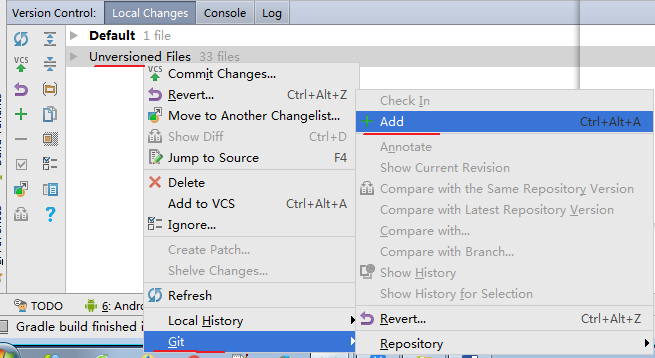 Version Control: Local Changes Console Log
Default 1 file
Unversioned Files 33 files
VCS Commit Changes...
VCS Revert... Ctrl+Alt+Z
Move to Another Changelist...
Show Diff Ctrl+D
Jump to Source F4
Delete
Add to VCS Ctrl+Alt+A
Ignore...
Create Patch...
Shelve Changes...
Refresh
Local History
Git
Check In
Add Ctrl+Alt+A
Annotate
Show Current Revision
Compare with the Same Repository Version
Compare with Latest Repository Version
Compare with...
Compare with Branch...
Show History
Show History for Selection
Revert... Ctrl+Alt+Z
Repository
TODO 6: Andro
Gradle build finished i